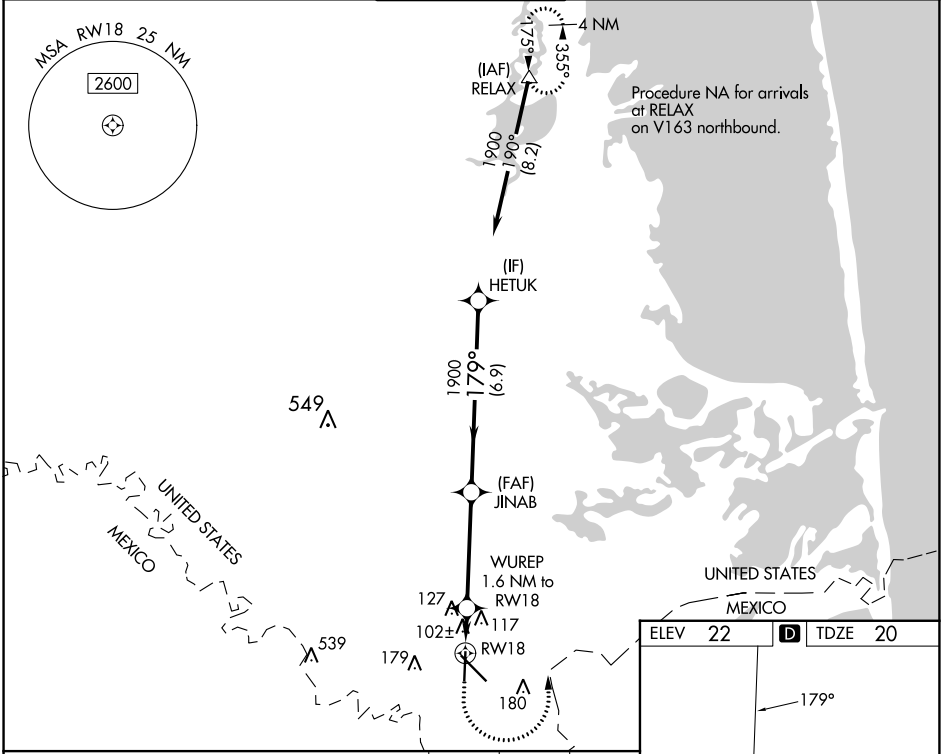 MSA RW18 25 NM
2600
4 NM
175°
355°
(IAF)
RELAX
Procedure NA for arrivals
at RELAX
on V163 northbound.
1900
190°
(8.2)
(IF)
HETUK
1900
179°
(6.9)
549
(FAF)
JINAB
UNITED STATES
MEXICO
WUREP
1.6 NM to
RW18
UNITED STATES
MEXICO
127
117
102±
RW18
539
179
180
ELEV 22 D TDZE 20
179°